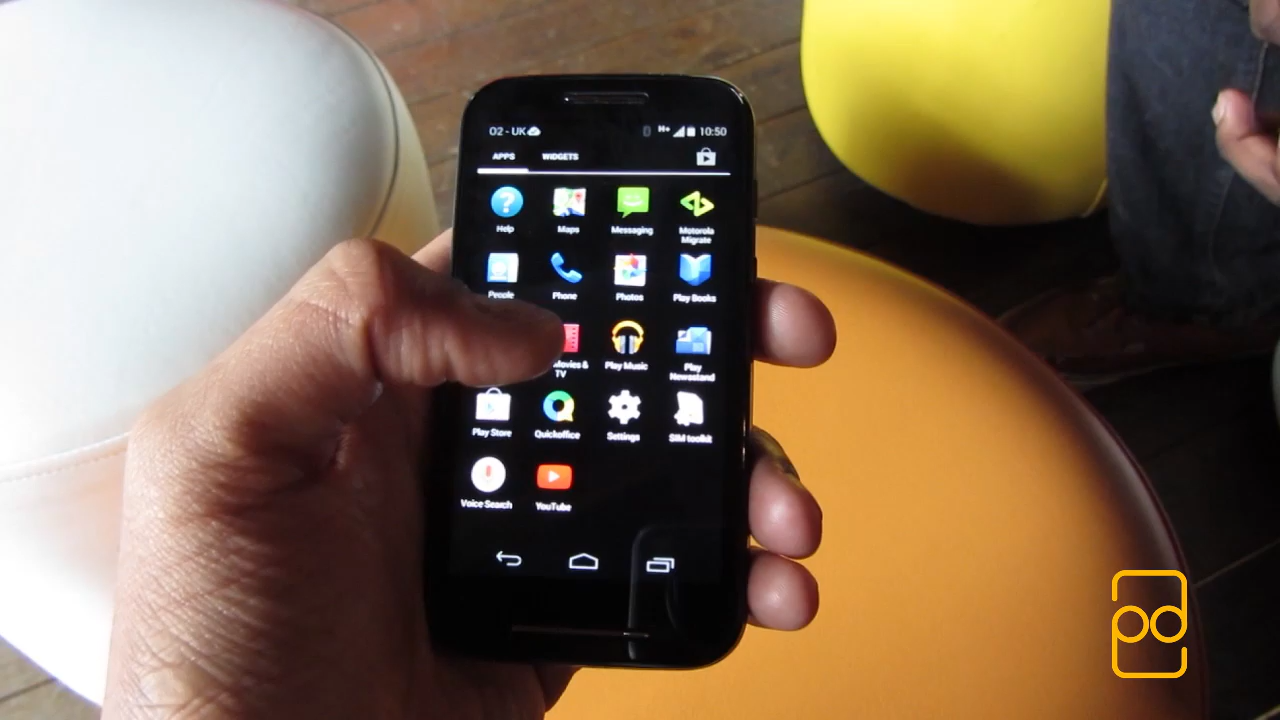 O2 - UK H+ 10:50
APPS WIDGETS
Help Maps Messaging Motorola
Migrate
People Phone Photos Play Books
Movies & Play Music Play
TV Newsstand
Play Store Quickoffice Settings SIM toolkit
Voice Search YouTube
pd